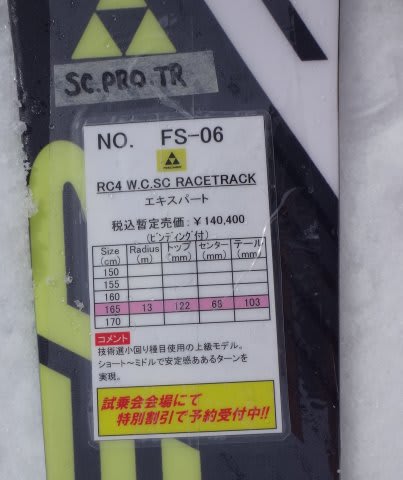 SC.PRO.TR
NO. FS-06
RC4 W.C.SC RACETRACK
エキスパート
税込暫定売価：￥140,400
(ビンディング付)
Size (cm) Radius (m) トップ (mm) センター (mm) テール (mm)
150
155
160
165 13 122 68 103
170
コメント
技術選小回り種目使用の上級モデル。
ショート～ミドルで安定感ああるターンを
実現。
試乗会会場にて
特別割引で予約受付中!!